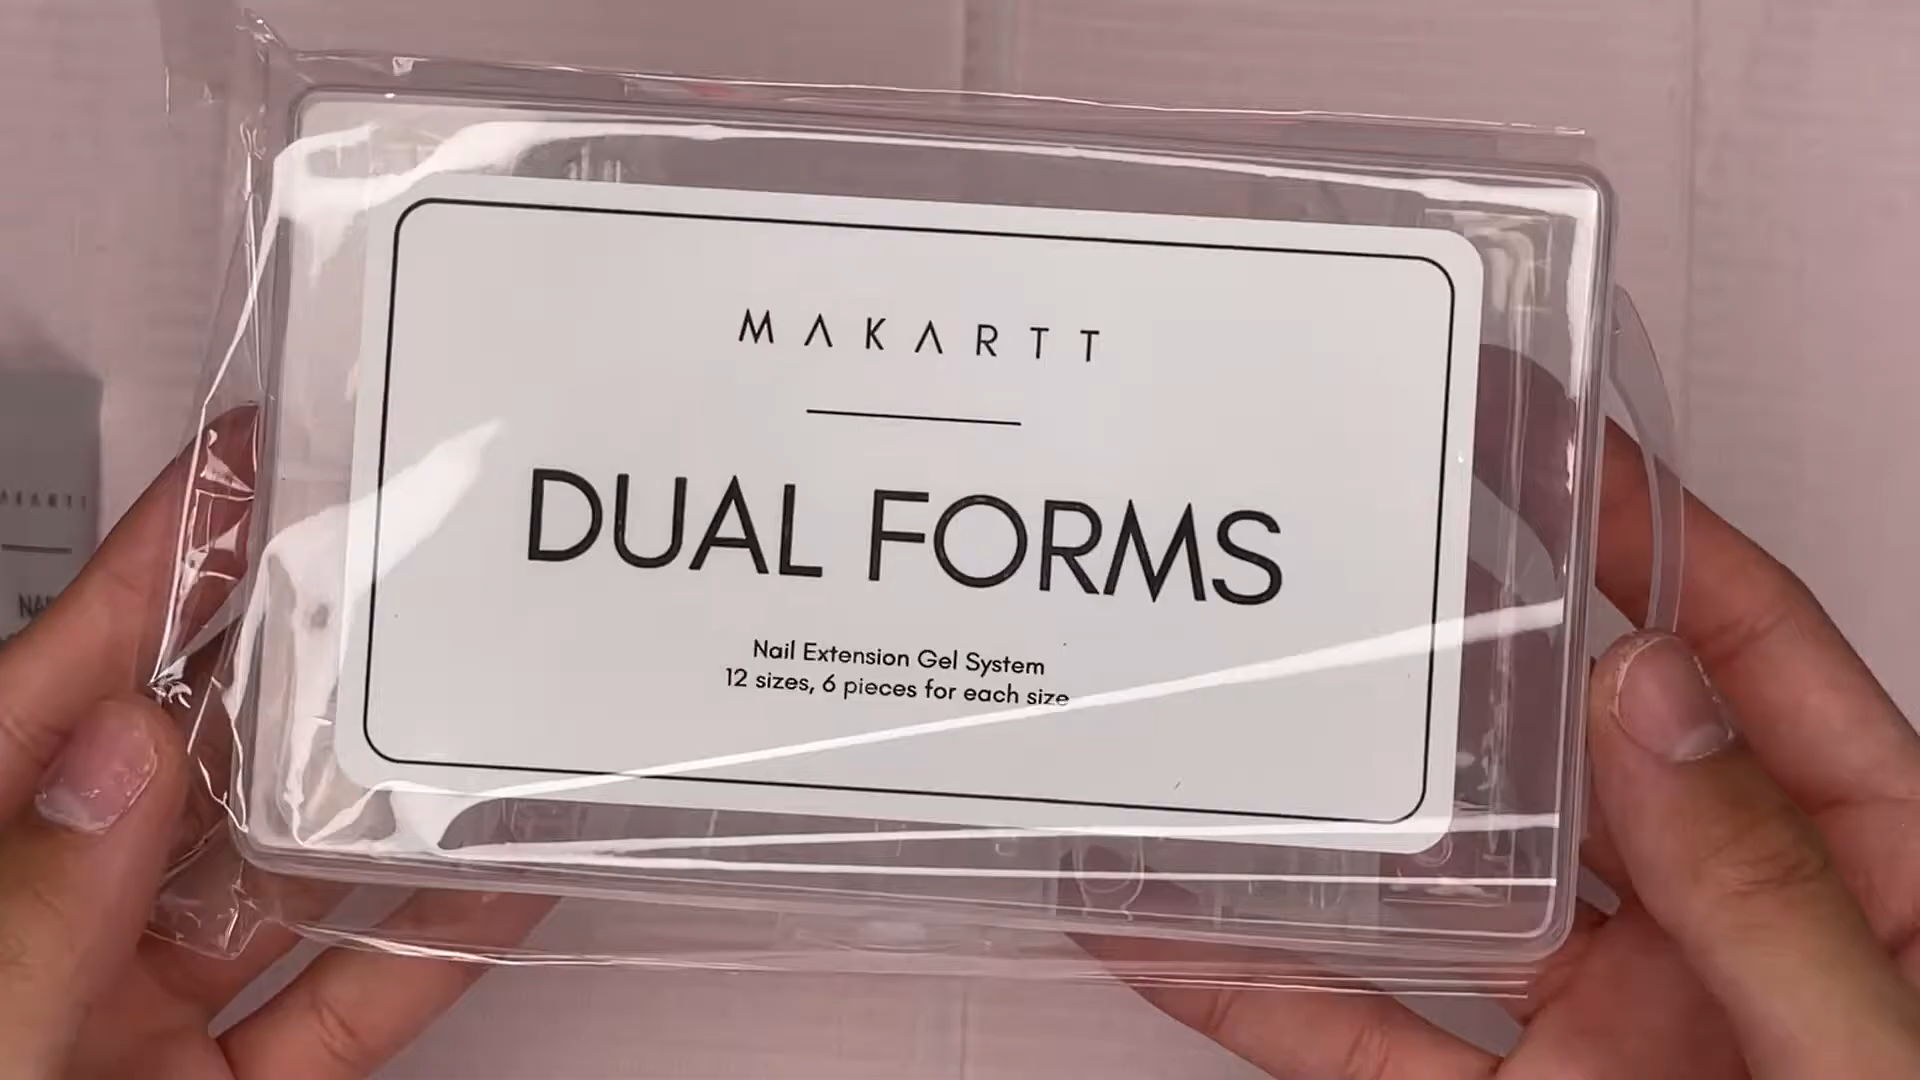 MAKARTT
DUAL FORMS
Nail Extension Gel System
12 sizes, 6 pieces for each size